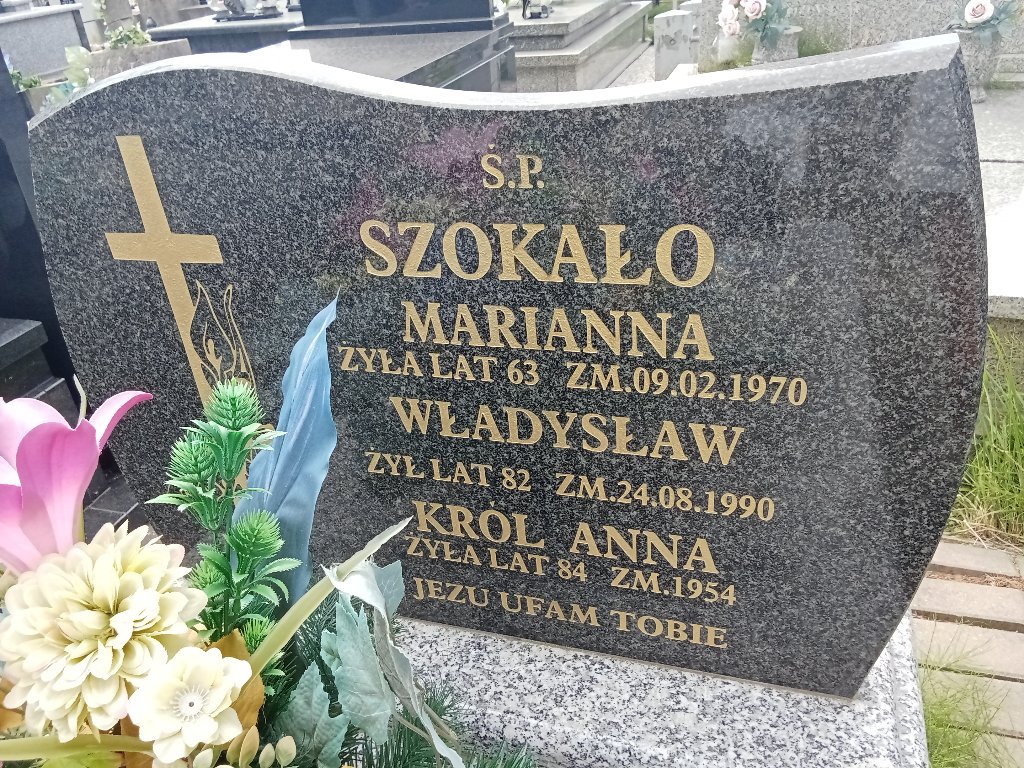 Ś.P.
SZOKAŁO
MARIANNA
ŻYŁA LAT 63 ZM.09.02.1970
WŁADYSŁAW
ŻYŁ LAT 82 ZM.24.08.1990
KRÓL ANNA
ŻYŁA LAT 84 ZM.1954
JEZU UFAM TOBIE